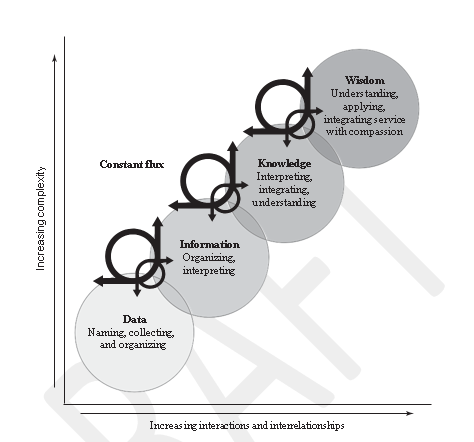 Wisdom
Understanding,
applying,
integrating service
with compassion
Constant flux
Knowledge
Interpreting,
integrating,
understanding
Increasing complexity
Information
Organizing,
interpreting
Data
Naming, collecting,
and organizing
Increasing interactions and interrelationships
RAFT